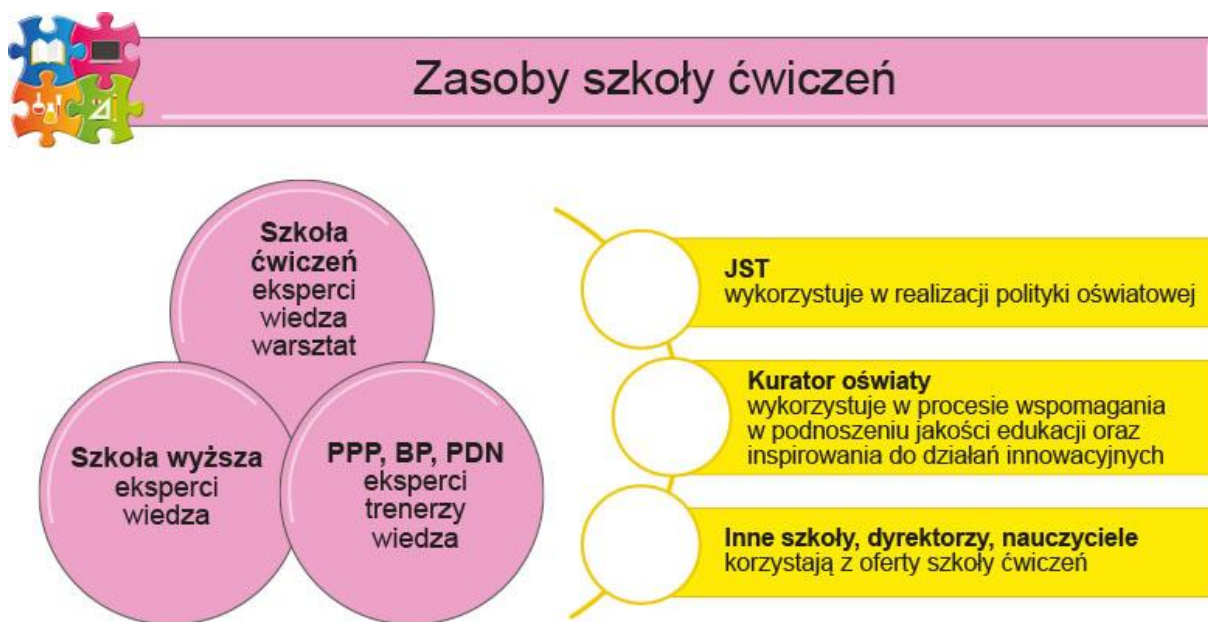 Zasoby szkoły ćwiczeń
Szkoła
ćwiczeń
eksperci
wiedza
warsztat
Szkoła wyższa
eksperci
wiedza
PPP, BP, PDN
eksperci
trenerzy
wiedza
JST
wykorzystuje w realizacji polityki oświatowej
Kurator oświaty
wykorzystuje w procesie wspomagania
w podnoszeniu jakości edukacji oraz
inspirowania do działań innowacyjnych
Inne szkoły, dyrektorzy, nauczyciele
korzystają z oferty szkoły ćwiczeń